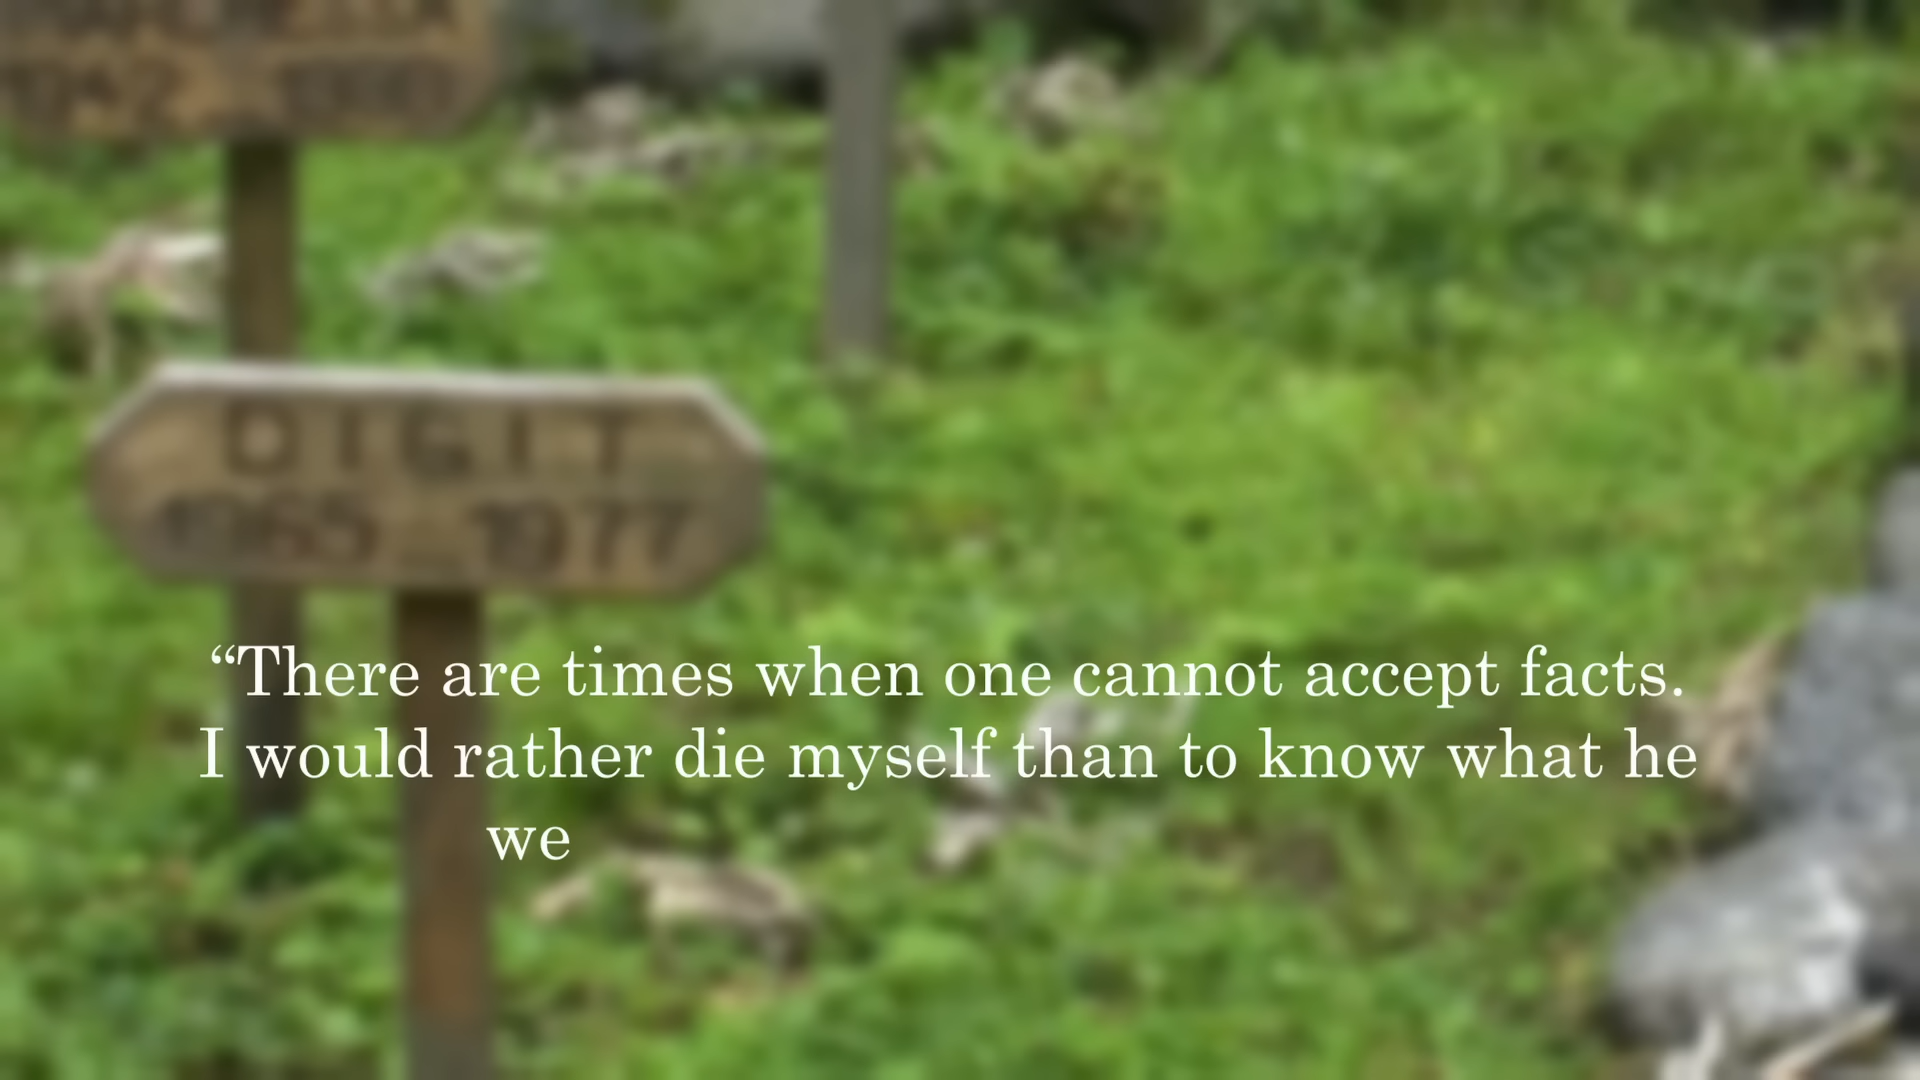 DIGIT
1965 1977
“There are times when one cannot accept facts.
I would rather die myself than to know what he
we